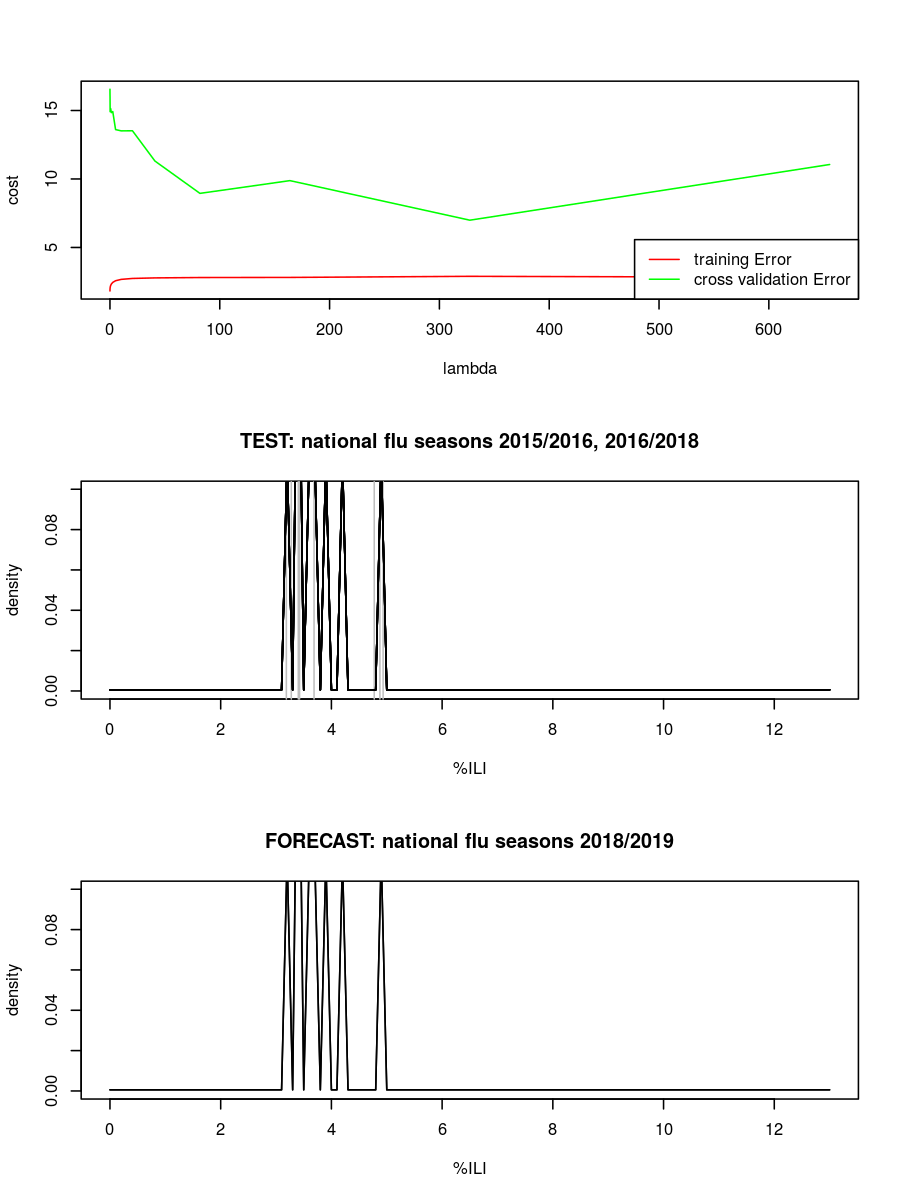 15
10
5
cost
training Error
cross validation Error
0 100 200 300 400 500 600
lambda
TEST: national flu seasons 2015/2016, 2016/2018
0.08
0.04
0.00
density
0 2 4 6 8 10 12
%ILI
FORECAST: national flu seasons 2018/2019
0.08
0.04
0.00
density
0 2 4 6 8 10 12
%ILI